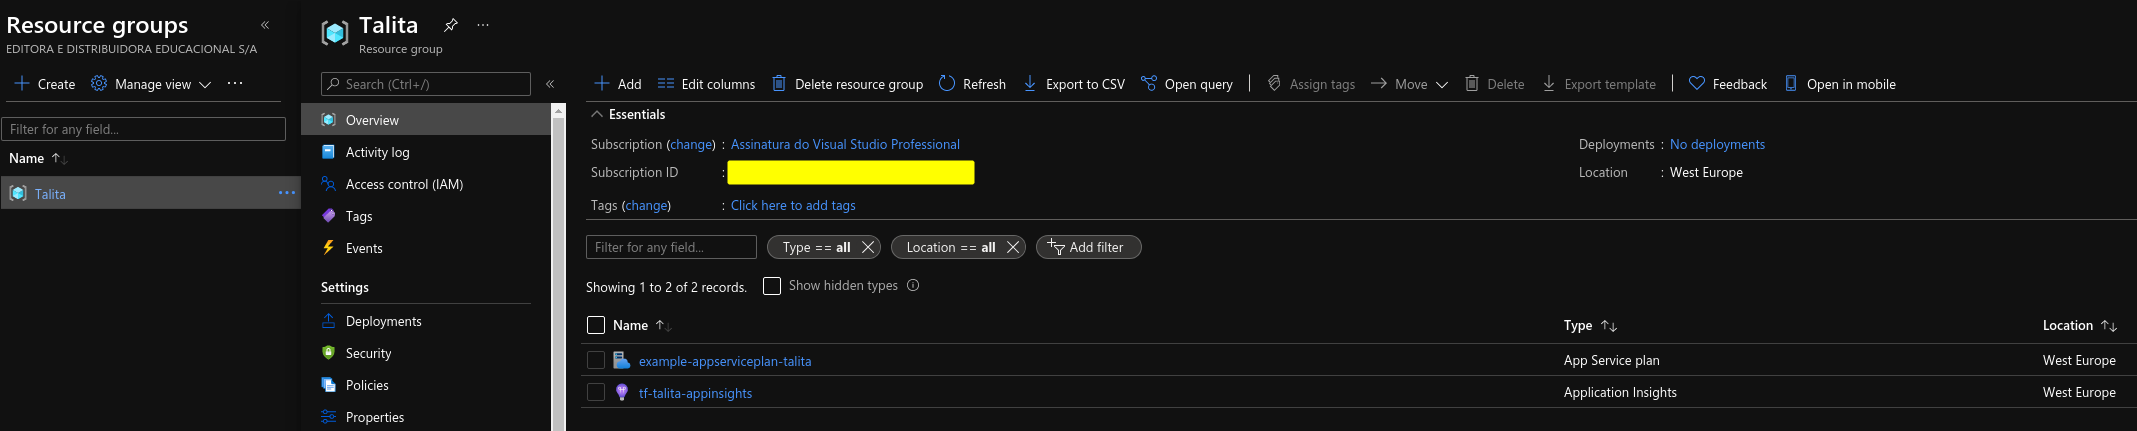 Resource groups
EDITORA E DISTRIBUIDORA EDUCACIONAL S/A
Create Manage view
Filter for any field...
Name
Talita
Talita
Resource group
Search (Ctrl+/)
Overview
Activity log
Access control (IAM)
Tags
Events
Settings
Deployments
Security
Policies
Properties
Add Edit columns Delete resource group Refresh Export to CSV Open query Assign tags Move Delete Export template Feedback Open in mobile
Essentials
Subscription (change) : Assinatura do Visual Studio Professional
Subscription ID :
Tags (change) : Click here to add tags
Deployments : No deployments
Location : West Europe
Filter for any field... Type == all Location == all Add filter
Showing 1 to 2 of 2 records. Show hidden types
Name Type Location
example-appserviceplan-talita App Service plan West Europe
tf-talita-appinsights Application Insights West Europe